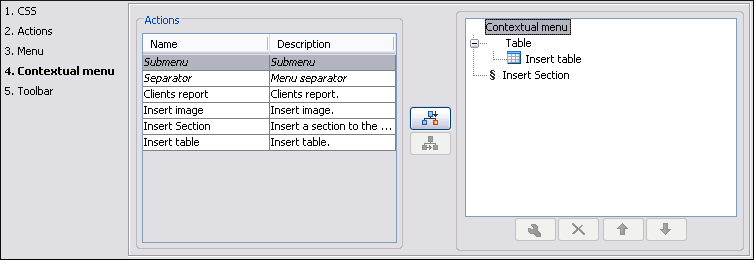 1. CSS
2. Actions
3. Menu
4. Contextual menu
5. Toolbar
Actions
Name Description
Submenu Submenu
Separator Menu separator
Clients report Clients report.
Insert image Insert image.
Insert Section Insert a section to the ...
Insert table Insert table.
Contextual menu
Table
Insert table
§ Insert Section